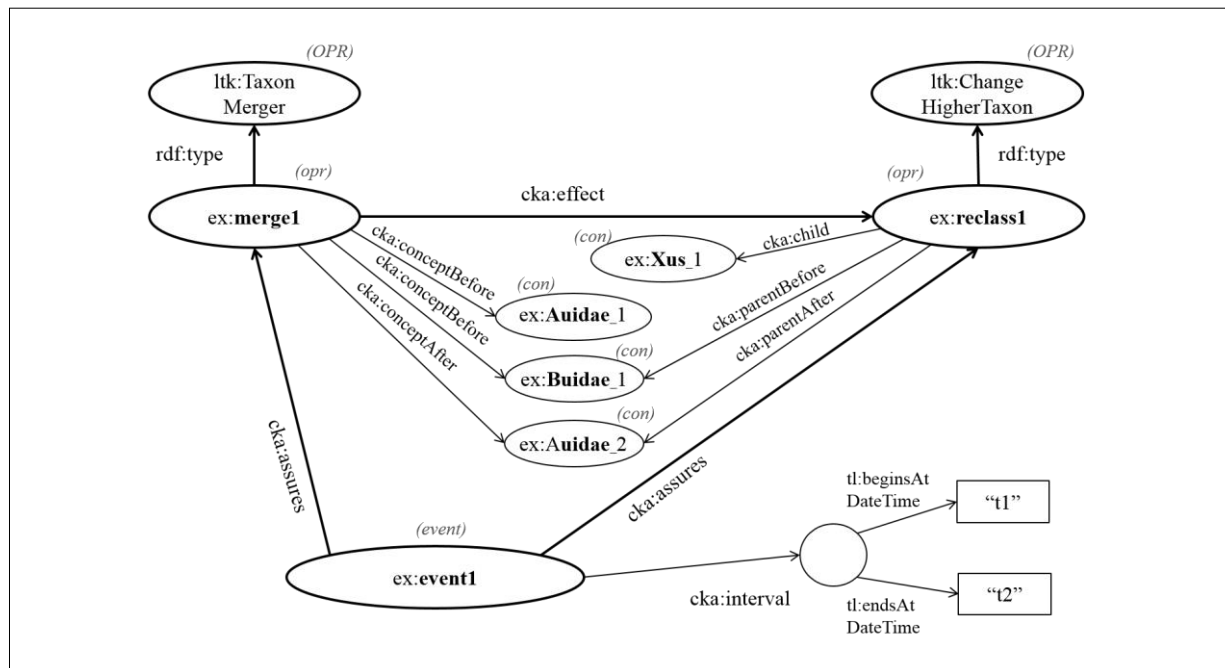 (OPR)
ltk:Taxon
Merger
(OPR)
ltk:Change
HigherTaxon
rdf:type
rdf:type
(opr)
ex:merge1
cka:effect
(opr)
ex:reclass1
(con)
ex:Xus_1
cka:child
cka:conceptBefore
cka:conceptBefore
cka:conceptAfter
(con)
ex:Auidae_1
cka:parentBefore
cka:parentAfter
(con)
ex:Buidae_1
(con)
ex:Auidae_2
cka:assures
cka:assures
(event)
ex:event1
cka:interval
tl:beginsAt
DateTime
“t1”
tl:endsAt
DateTime
“t2”